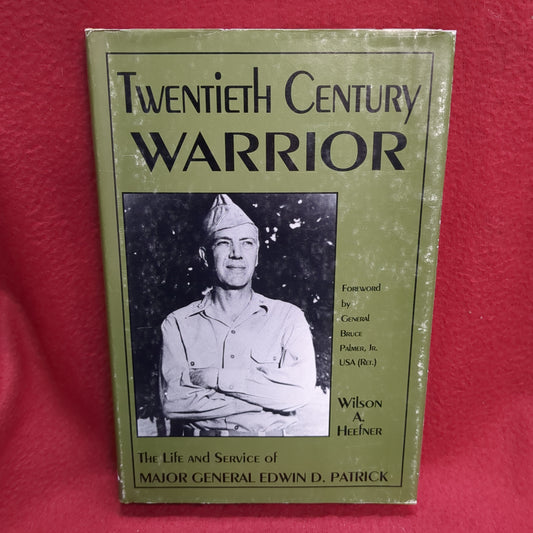 Twentieth Century
WARRIOR
Foreword
by
General
Bruce
Palmer, Jr.
USA (Ret.)
Wilson
A.
Heefner
The Life and Service of
MAJOR GENERAL EDWIN D. PATRICK